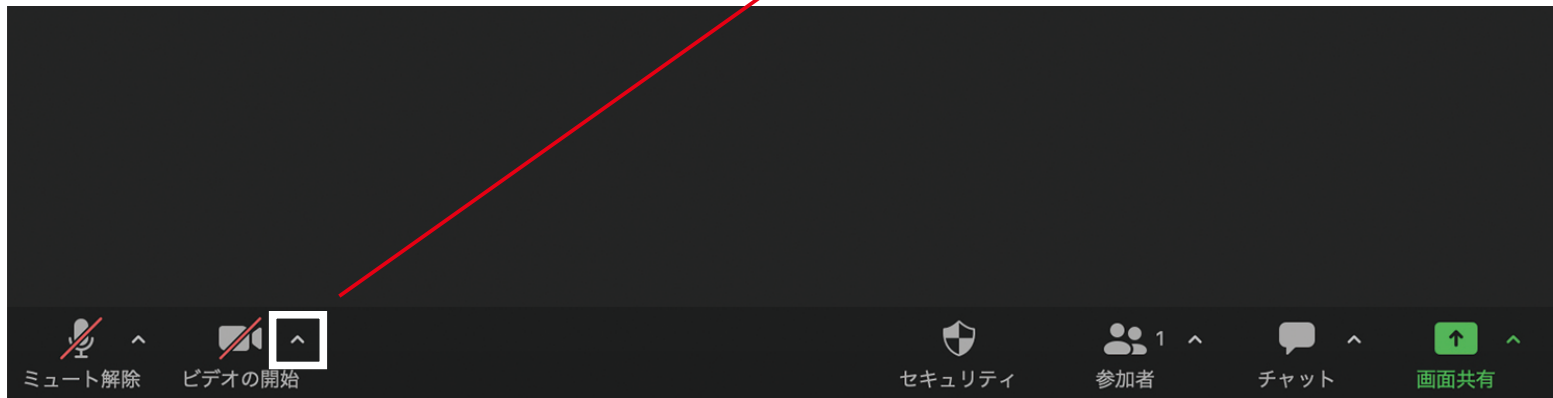 ミュート解除
ビデオの開始
セキュリティ
1
参加者
チャット
画面共有